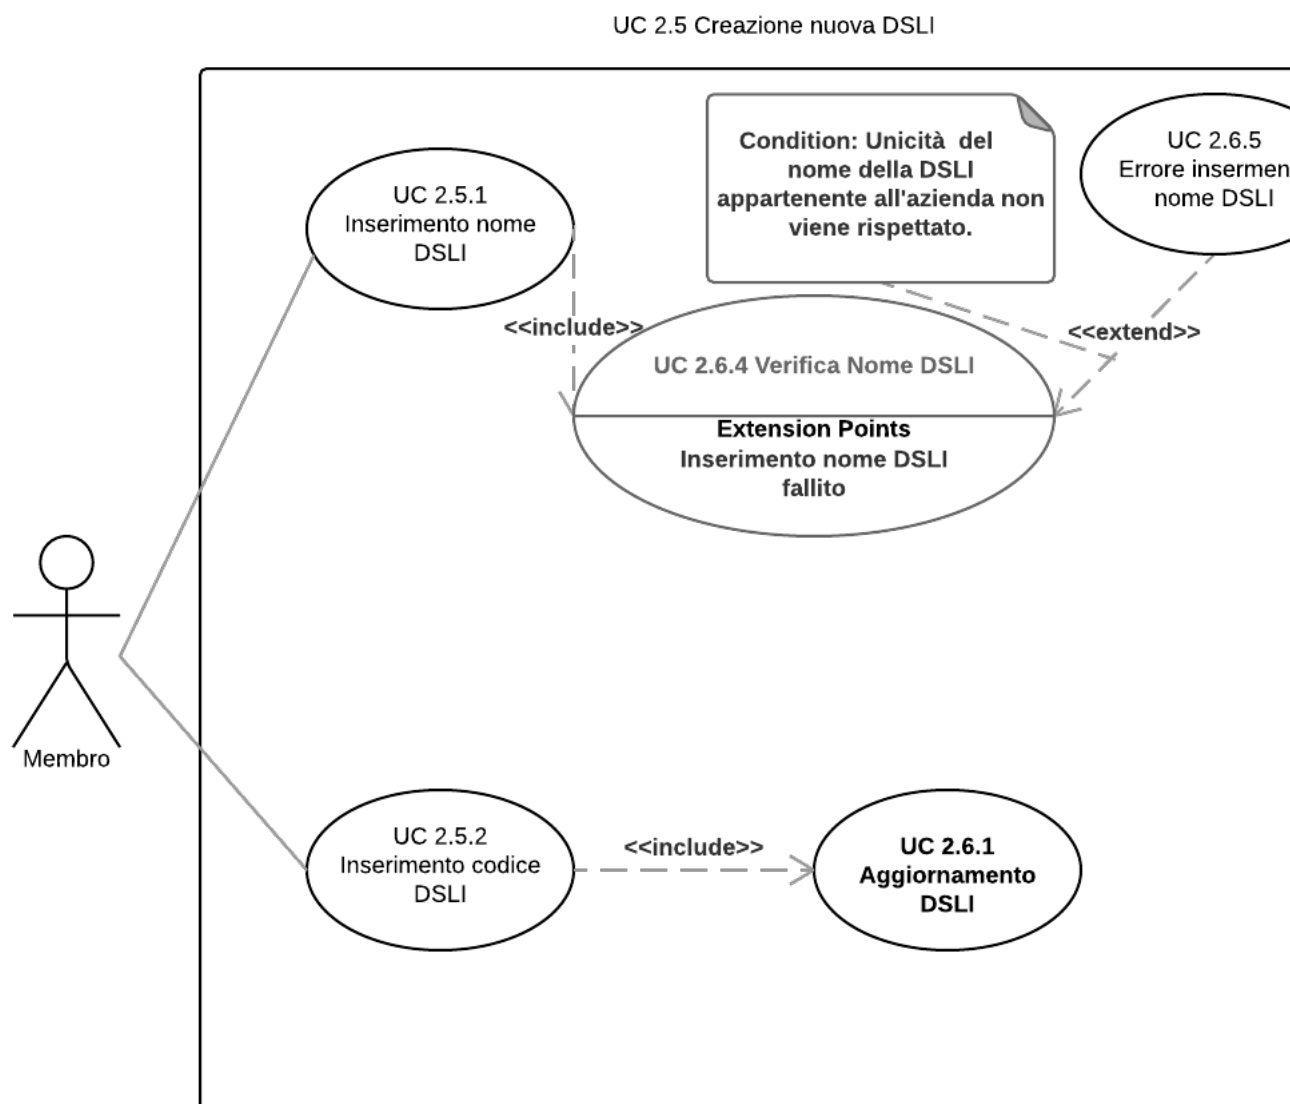 UC 2.5 Creazione nuova DSLI
Condition: Unicità del
nome della DSLI
appartenente all'azienda non
viene rispettato.
UC 2.6.5
Errore
nome DSLI
UC 2.5.1
Inserimento nome
DSLI
<<include>>
<<extend>>
UC 2.6.4 Verifica Nome DSLI
Extension Points
Inserimento nome DSLI
fallito
Membro
UC 2.5.2
Inserimento codice
DSLI
<<include>>
UC 2.6.1
Aggiornamento
DSLI